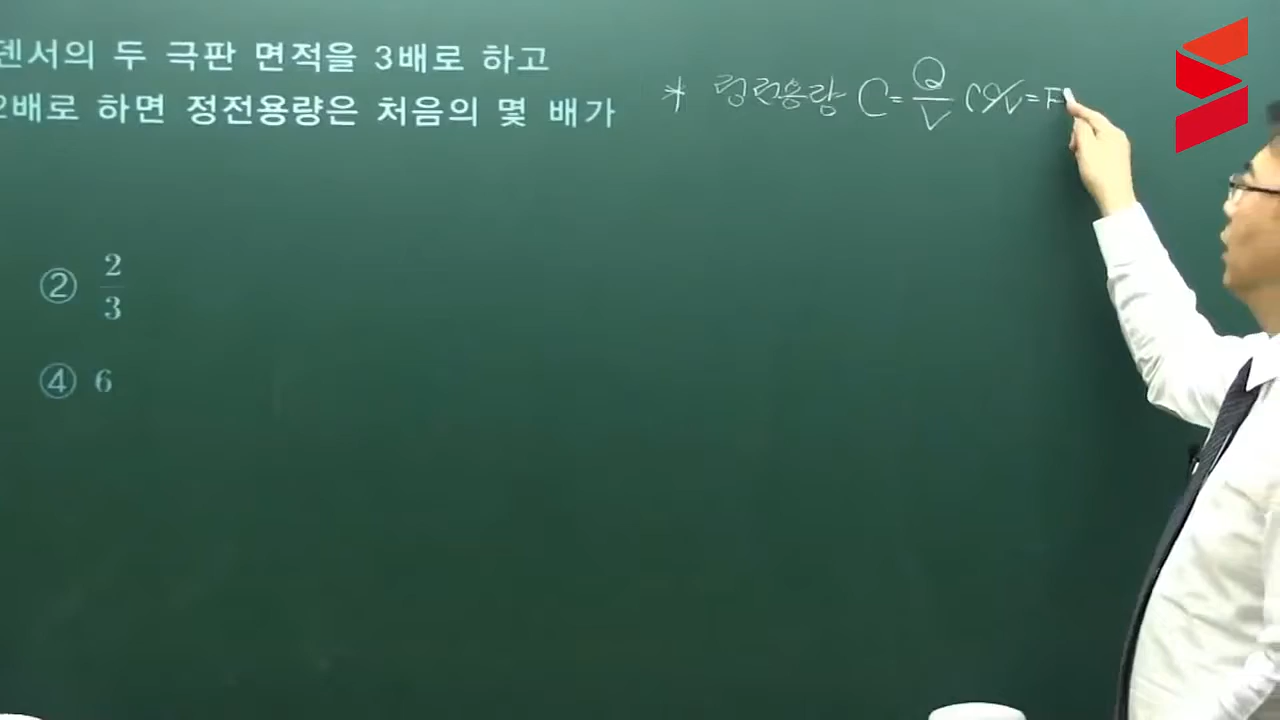 덴서의 두 극판 면적을 3배로 하고
2배로 하면 정전용량은 처음의 몇 배가
② 2/3
④ 6
* 정전용량 C = Q/V (C/V = F